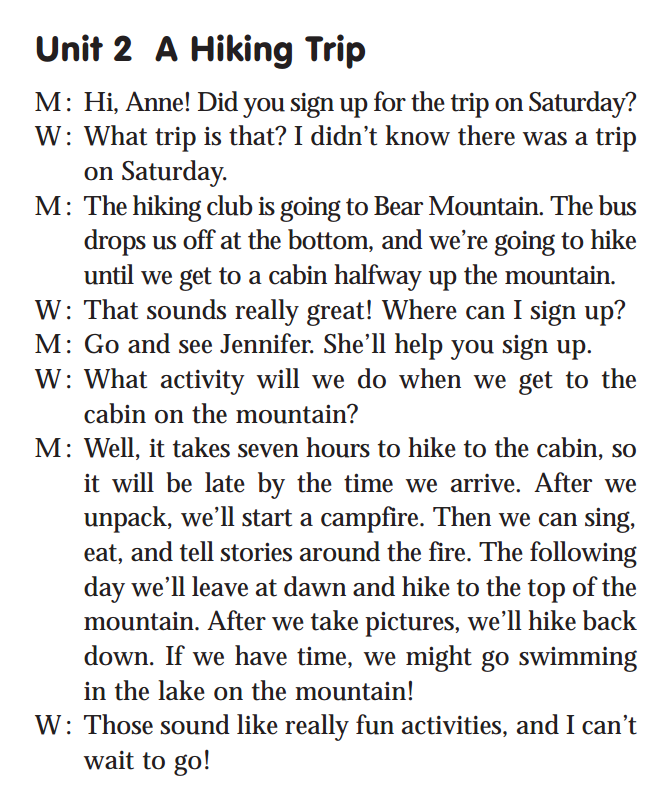 Unit 2 A Hiking Trip
M: Hi, Anne! Did you sign up for the trip on Saturday?
W: What trip is that? I didn't know there was a trip
on Saturday.
M: The hiking club is going to Bear Mountain. The bus
drops us off at the bottom, and we're going to hike
until we get to a cabin halfway up the mountain.
W: That sounds really great! Where can I sign up?
M: Go and see Jennifer. She'll help you sign up.
W: What activity will we do when we get to the
cabin on the mountain?
M: Well, it takes seven hours to hike to the cabin, so
it will be late by the time we arrive. After we
unpack, we'll start a campfire. Then we can sing,
eat, and tell stories around the fire. The following
day we'll leave at dawn and hike to the top of the
mountain. After we take pictures, we'll hike back
down. If we have time, we might go swimming
in the lake on the mountain!
W: Those sound like really fun activities, and I can't
wait to go!